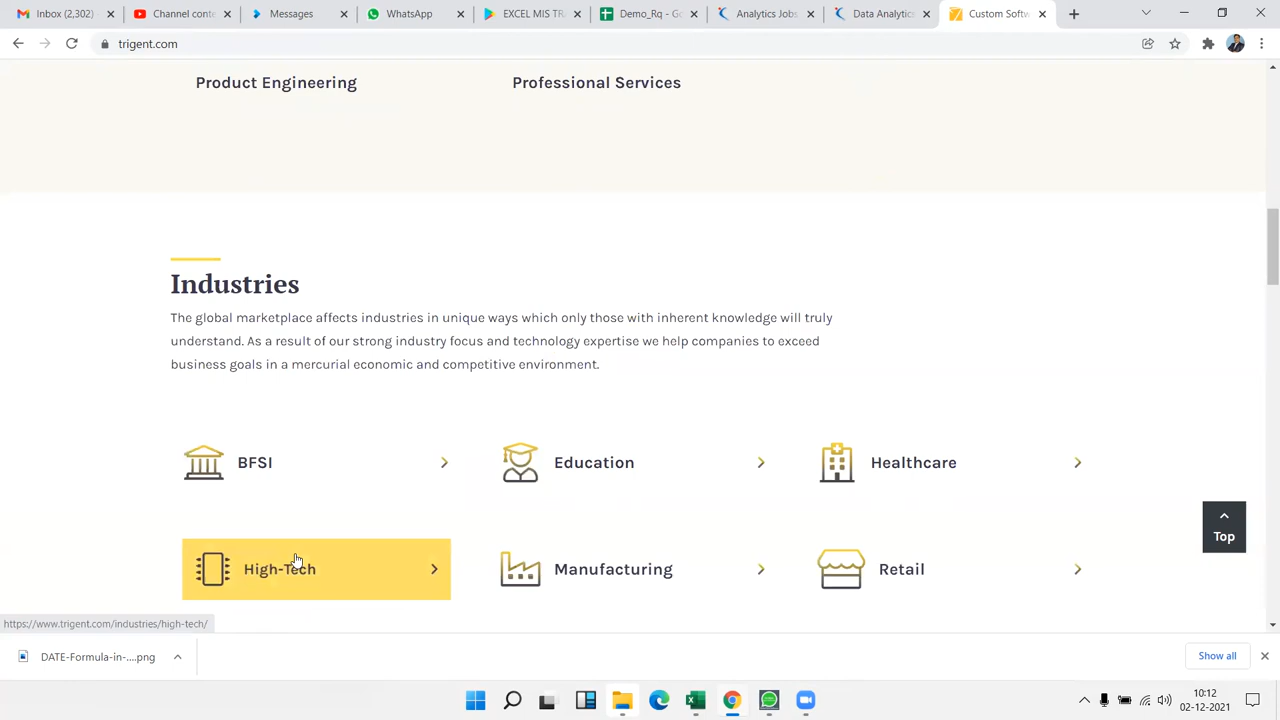 Inbox (2,302)
Channel conte
Messages
WhatsApp
EXCEL MIS TRA
Demo_Rq - Go
Analytics Jobs
Data Analytics
Custom Softw
trigent.com
Product Engineering
Professional Services
Industries
The global marketplace affects industries in unique ways which only those with inherent knowledge will truly
understand. As a result of our strong industry focus and technology expertise we help companies to exceed
business goals in a mercurial economic and competitive environment.
BFSI
Education
Healthcare
Top
High-Tech
Manufacturing
Retail
https://www.trigent.com/industries/high-tech/
DATE-Formula-in-....png
Show all
10:12
02-12-2021